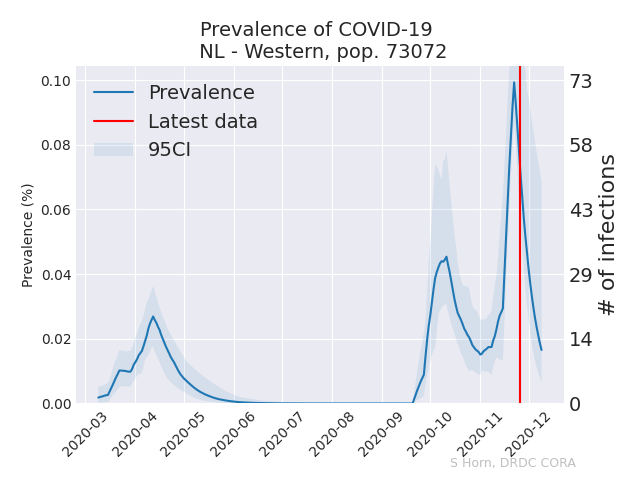 Prevalence of COVID-19
NL - Western, pop. 73072
Prevalence
Latest data
95CI
Prevalence (%)
0.10
0.08
0.06
0.04
0.02
0.00
73
58
43
29
14
0
# of infections
2020-03
2020-04
2020-05
2020-06
2020-07
2020-08
2020-09
2020-10
2020-11
2020-12
S Horn, DRDC CORA